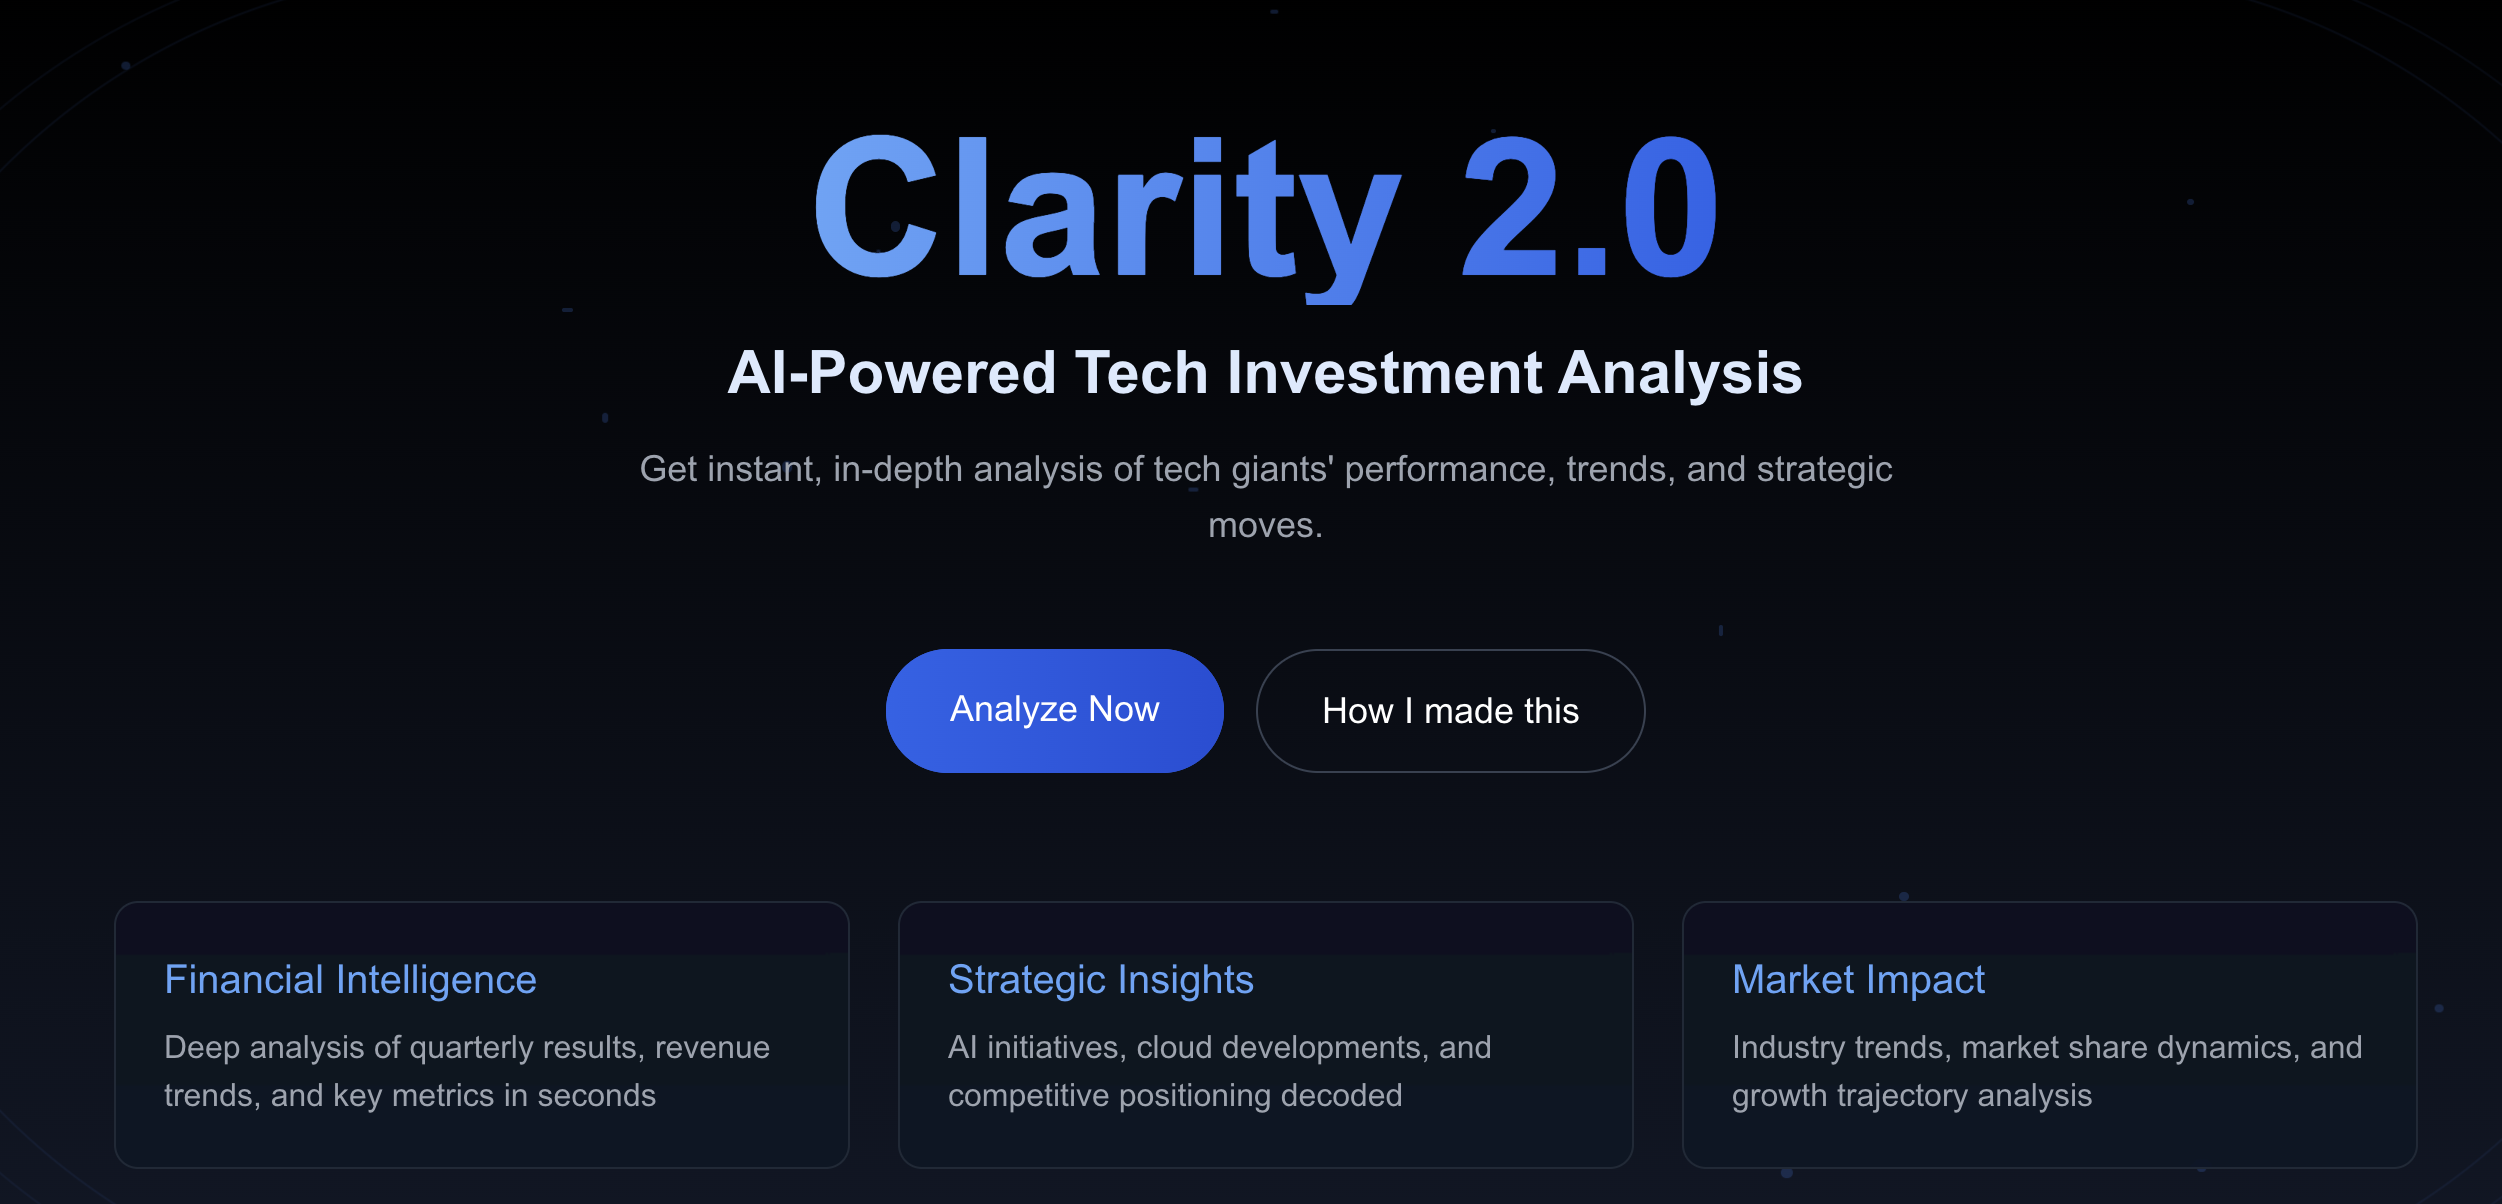 Clarity 2.0
AI-Powered Tech Investment Analysis
Get instant, in-depth analysis of tech giants' performance, trends, and strategic
moves.
Analyze Now
How I made this
Financial Intelligence
Deep analysis of quarterly results, revenue
trends, and key metrics in seconds
Strategic Insights
AI initiatives, cloud developments, and
competitive positioning decoded
Market Impact
Industry trends, market share dynamics, and
growth trajectory analysis